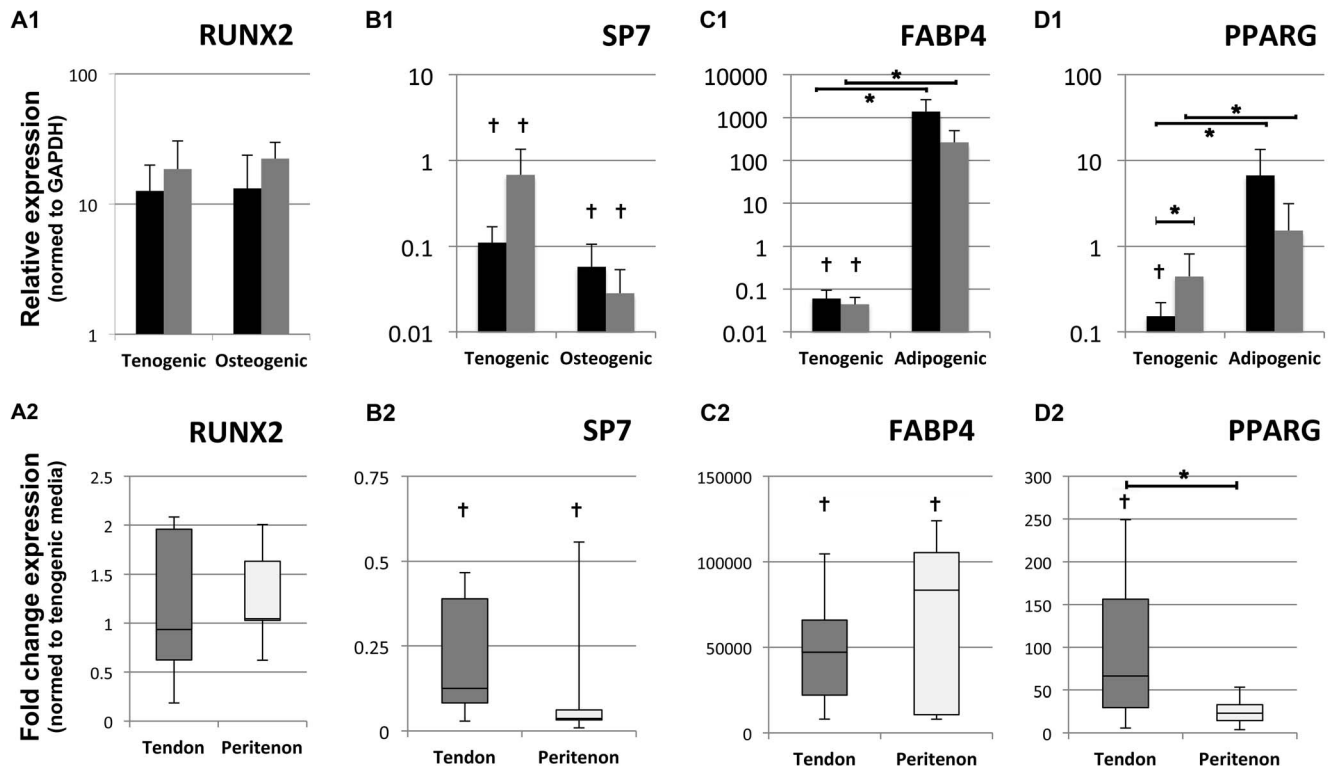 A1
RUNX2
B1
SP7
C1
FABP4
D1
PPARG
Relative expression
(normed to GAPDH)
100
10
1
Tenogenic Osteogenic
10
1
0.1
0.01
† †
† †
Tenogenic Osteogenic
10000
1000
100
10
1
0.1
0.01
*
*
† †
Tenogenic Adipogenic
100
10
1
0.1
*
*
*
†
Tenogenic Adipogenic
A2
RUNX2
B2
SP7
C2
FABP4
D2
PPARG
Fold change expression
(normed to tenogenic media)
2.5
2
1.5
1
0.5
0
Tendon Peritenon
0.75
0.5
0.25
0
† †
Tendon Peritenon
150000
100000
50000
0
† †
Tendon Peritenon
300
250
200
150
100
50
0
*
†
Tendon Peritenon